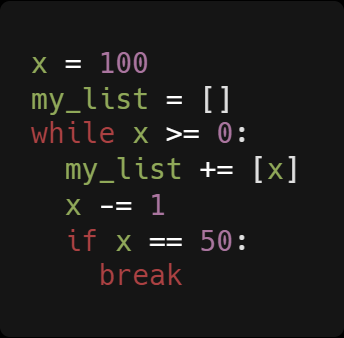 x = 100
my_list = []
while x >= 0:
  my_list += [x]
  x -= 1
  if x == 50:
    break